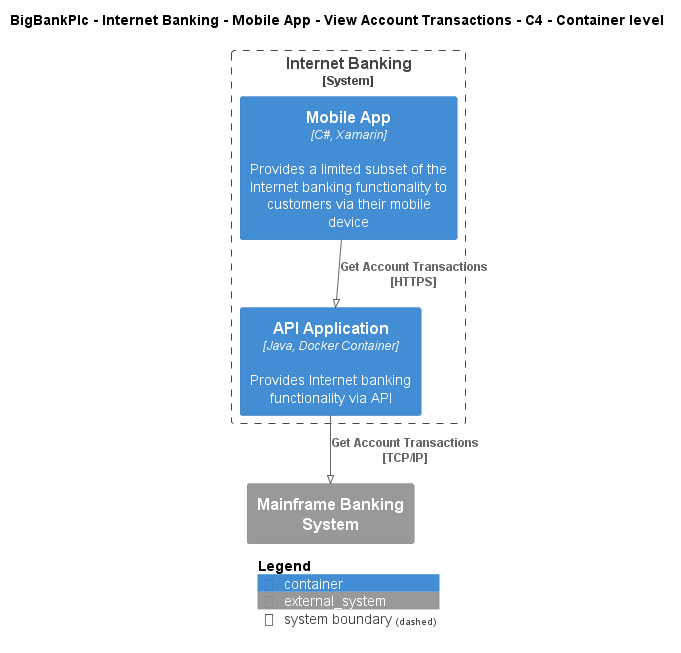 BigBankPlc - Internet Banking - Mobile App - View Account Transactions - C4 - Container level
Internet Banking
[System]
Mobile App
[C#, Xamarin]
Provides a limited subset of the
Internet banking functionality to
customers via their mobile
device
Get Account Transactions
[HTTPS]
API Application
[Java, Docker Container]
Provides Internet banking
functionality via API
Get Account Transactions
[TCP/IP]
Mainframe Banking
System
Legend
container
external_system
system boundary (dashed)